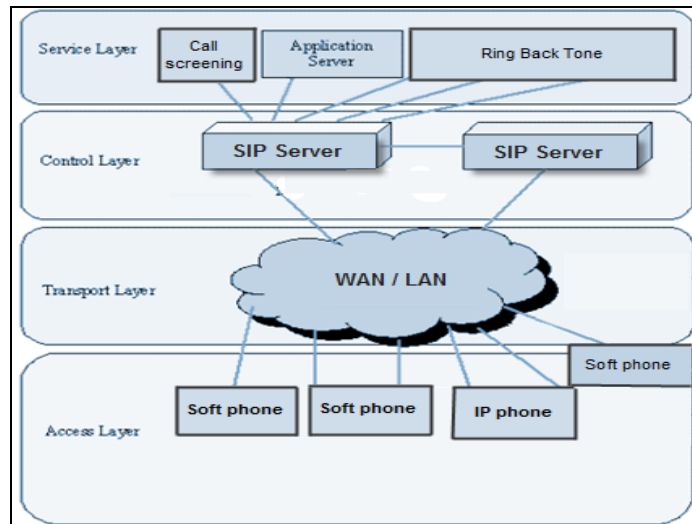 Service Layer
Call
screening
Application
Server
Ring Back Tone
Control Layer
SIP Server
SIP Server
Transport Layer
WAN / LAN
Access Layer
Soft phone
Soft phone
IP phone
Soft phone